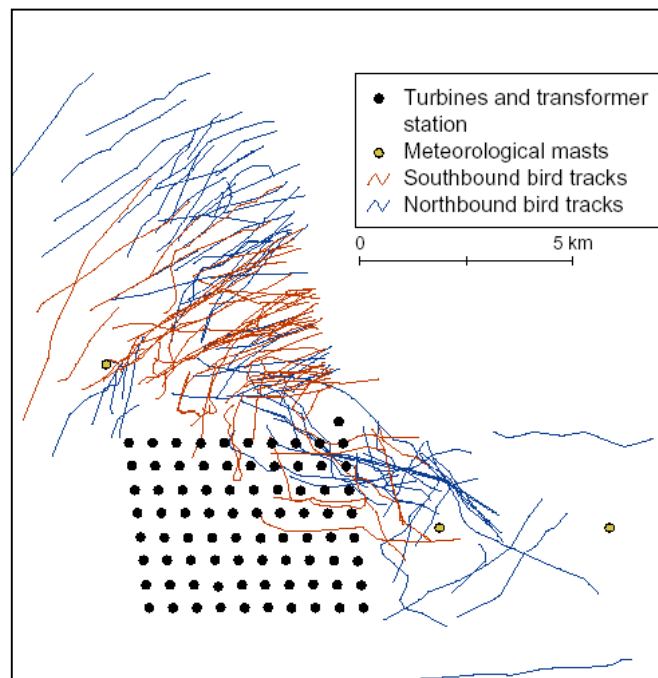 Turbines and transformer
station
Meteorological masts
Southbound bird tracks
Northbound bird tracks
0 5 km